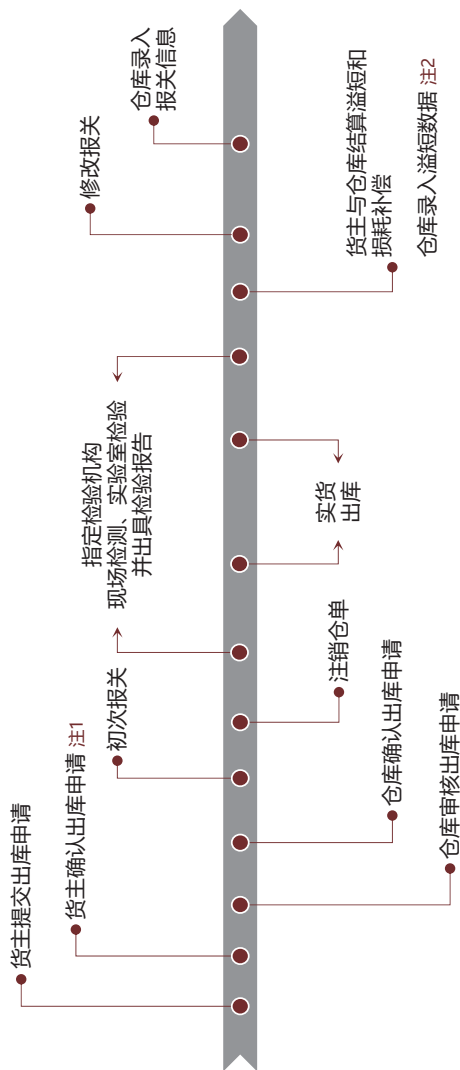 货主提交出库申请
货主确认出库申请 注1
仓库审核出库申请
仓库确认出库申请
初次报关
注销仓单
指定检验机构
现场检测、实验室检验
并出具检验报告
实货
出库
货主与仓库结算溢短和
损耗补偿
仓库录入溢短数据 注2
修改报关
仓库录入
报关信息